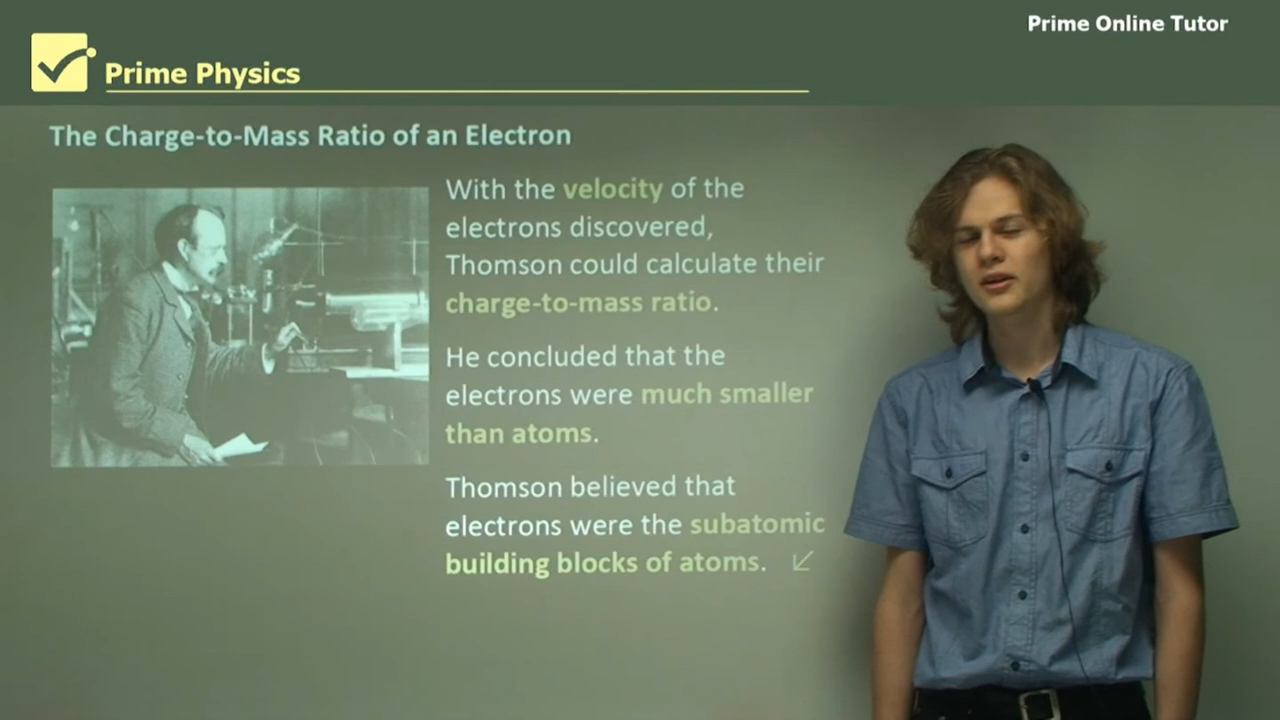 Prime Online Tutor
Prime Physics
The Charge-to-Mass Ratio of an Electron
With the velocity of the
electrons discovered,
Thomson could calculate their
charge-to-mass ratio.
He concluded that the
electrons were much smaller
than atoms.
Thomson believed that
electrons were the subatomic
building blocks of atoms.